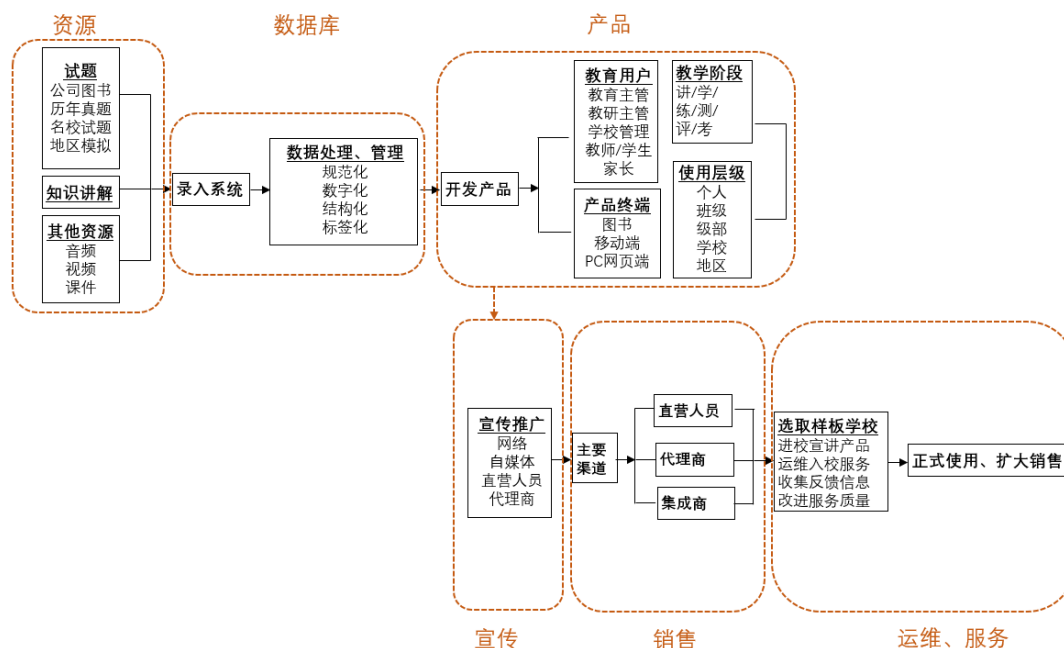 资源
试题
公司图书
历年真题
名校试题
地区模拟
知识讲解
其他资源
音频
视频
课件
数据库
录入系统
数据处理、管理
规范化
数字化
结构化
标签化
产品
开发产品
教育用户
教育主管
教研主管
学校管理
教师/学生
家长
产品终端
图书
移动端
PC网页端
教学阶段
讲/学/
练/测/
评/考
使用层级
个人
班级
级部
学校
地区
宣传推广
网络
自媒体
直营人员
代理商
宣传
主要
渠道
直营人员
代理商
集成商
销售
选取样板学校
进校宣讲产品
运维入校服务
收集反馈信息
改进服务质量
正式使用、扩大销售
运维、服务